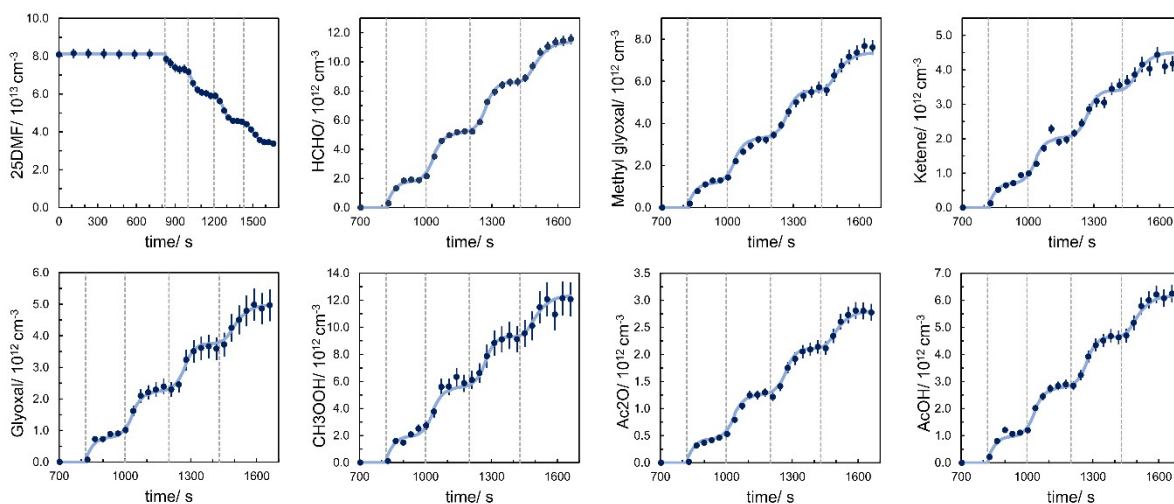 25DMF/ 10¹³ cm⁻³
10.0
8.0
6.0
4.0
2.0
0.0
0 300 600 900 1200 1500
time/ s
HCHO/ 10¹² cm⁻³
12.0
10.0
8.0
6.0
4.0
2.0
0.0
700 1000 1300 1600
time/ s
Methyl glyoxal/ 10¹² cm⁻³
10.0
8.0
6.0
4.0
2.0
0.0
700 1000 1300 1600
time/ s
Ketene/ 10¹² cm⁻³
5.0
4.0
3.0
2.0
1.0
0.0
700 1000 1300 1600
time/ s
Glyoxal/ 10¹² cm⁻³
6.0
5.0
4.0
3.0
2.0
1.0
0.0
700 1000 1300 1600
time/ s
CH3OOH/ 10¹² cm⁻³
14.0
12.0
10.0
8.0
6.0
4.0
2.0
0.0
700 1000 1300 1600
time/ s
Ac2O/ 10¹² cm⁻³
3.5
3.0
2.5
2.0
1.5
1.0
0.5
0.0
700 1000 1300 1600
time/ s
AcOH/ 10¹² cm⁻³
7.0
6.0
5.0
4.0
3.0
2.0
1.0
0.0
700 1000 1300 1600
time/ s